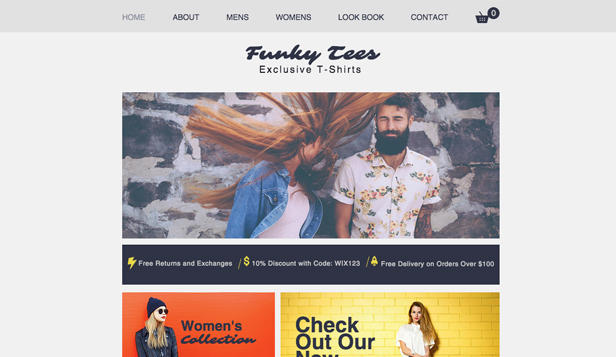 HOME ABOUT MENS WOMENS LOOK BOOK CONTACT 0
Funky Tees
Exclusive T-Shirts
Free Returns and Exchanges / $ 10% Discount with Code: WIX123 / Free Delivery on Orders Over $100
Women's
Collection
Check
Out Our
New